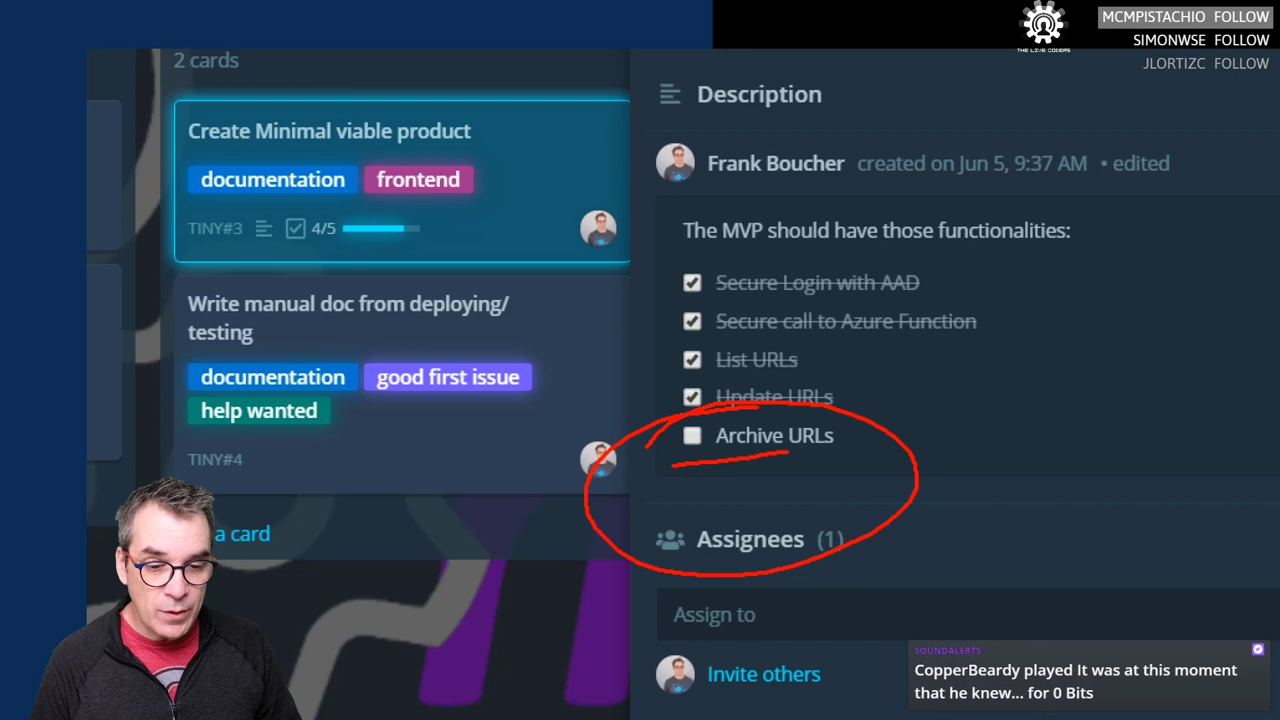 MCMPISTACHIO FOLLOW
SIMONWSE FOLLOW
JLORTIZC FOLLOW
THE LIVE CODERS
2 cards
Create Minimal viable product
documentation frontend
TINY#3 4/5
Write manual doc from deploying/
testing
documentation good first issue
help wanted
TINY#4
a card
Description
Frank Boucher created on Jun 5, 9:37 AM • edited
The MVP should have those functionalities:
Secure Login with AAD
Secure call to Azure Function
List URLs
Update URLs
Archive URLs
Assignees (1)
Assign to
Invite others
SOUNDALERTS
CopperBeardy played It was at this moment
that he knew... for 0 Bits